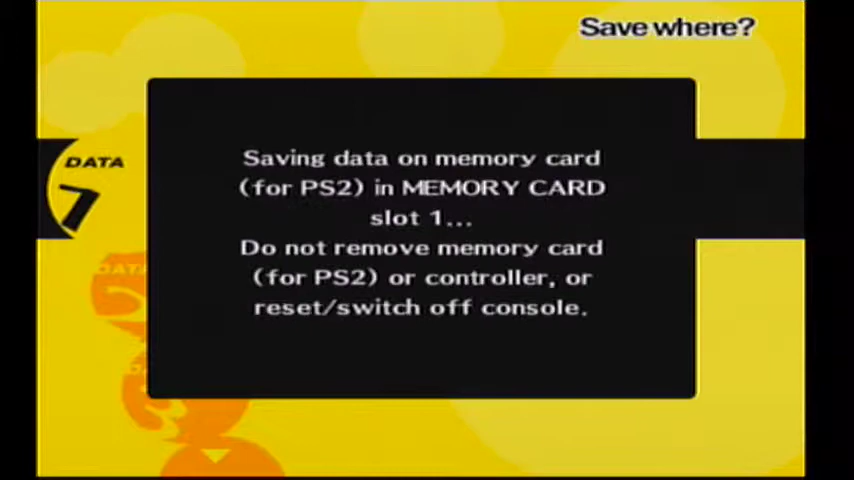 Save where?
DATA
1
Saving data on memory card
(for PS2) in MEMORY CARD
slot 1...
Do not remove memory card
(for PS2) or controller, or
reset/switch off console.
DATA